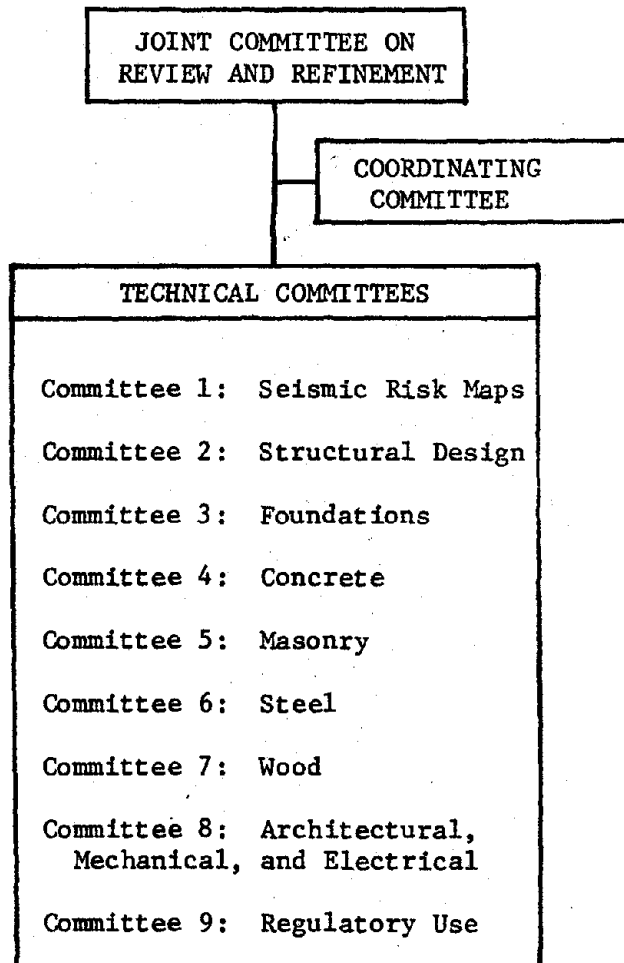 JOINT COMMITTEE ON
REVIEW AND REFINEMENT
COORDINATING
COMMITTEE
TECHNICAL COMMITTEES
Committee 1: Seismic Risk Maps
Committee 2: Structural Design
Committee 3: Foundations
Committee 4: Concrete
Committee 5: Masonry
Committee 6: Steel
Committee 7: Wood
Committee 8: Architectural,
Mechanical, and Electrical
Committee 9: Regulatory Use